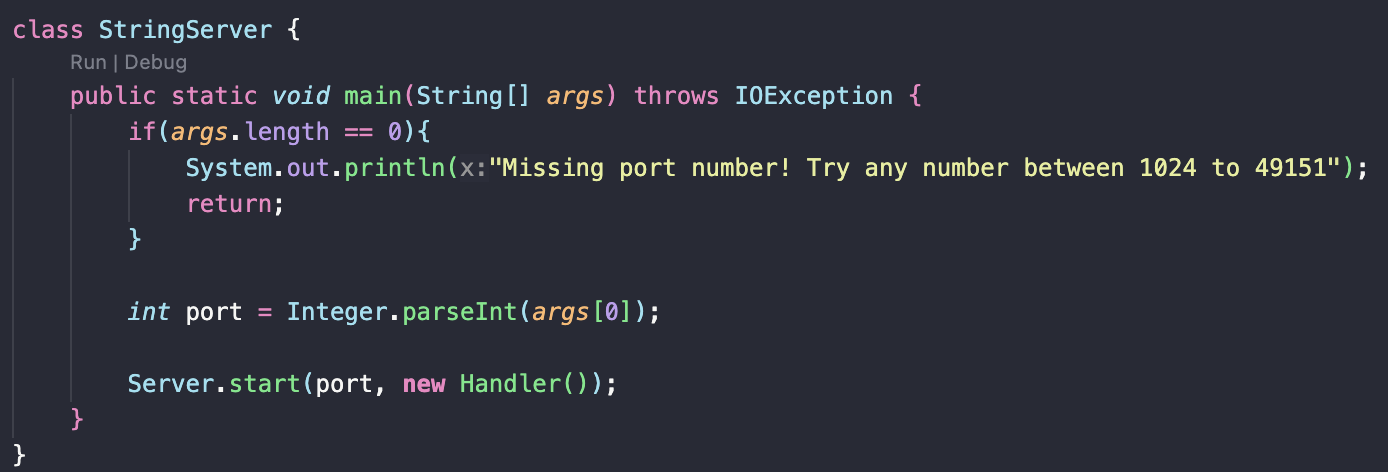 class StringServer {
Run | Debug
public static void main(String[] args) throws IOException {
if(args.length == 0){
System.out.println(x:"Missing port number! Try any number between 1024 to 49151");
return;
}
int port = Integer.parseInt(args[0]);
Server.start(port, new Handler());
}
}